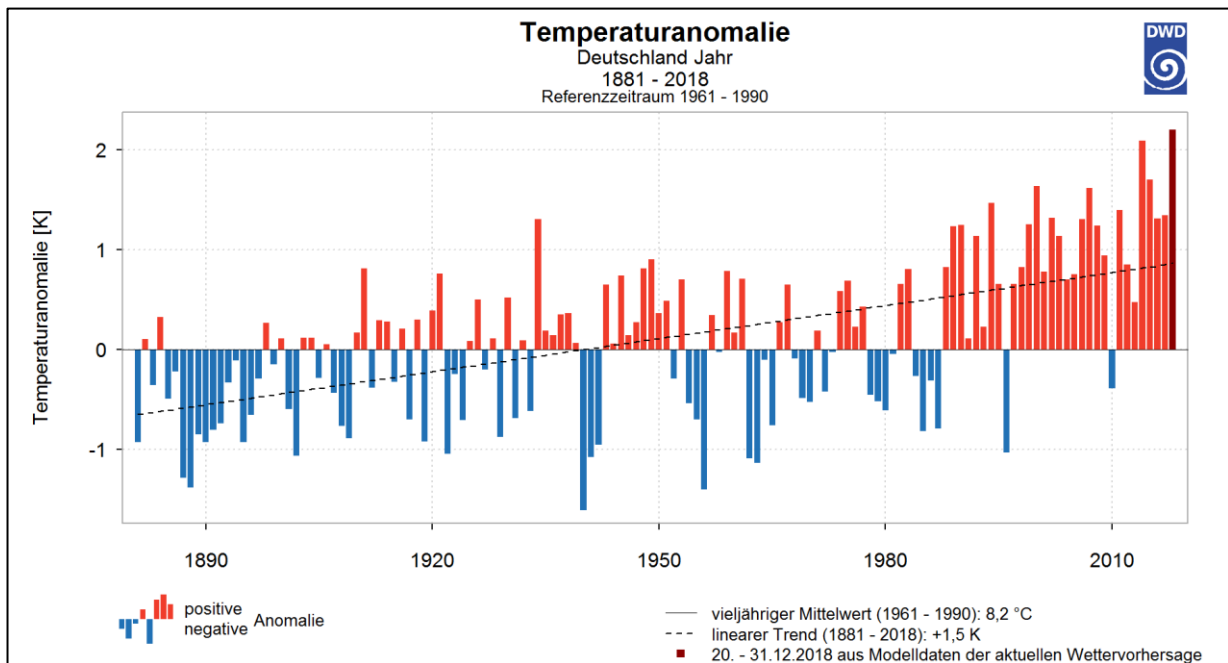 Temperaturanomalie
Deutschland Jahr
1881 - 2018
Referenzzeitraum 1961 - 1990
DWD
Temperaturanomalie [K]
2
1
0
-1
1890
1920
1950
1980
2010
positive
negative
Anomalie
vieljähriger Mittelwert (1961 - 1990): 8,2 °C
linearer Trend (1881 - 2018): +1,5 K
20. - 31.12.2018 aus Modelldaten der aktuellen Wettervorhersage